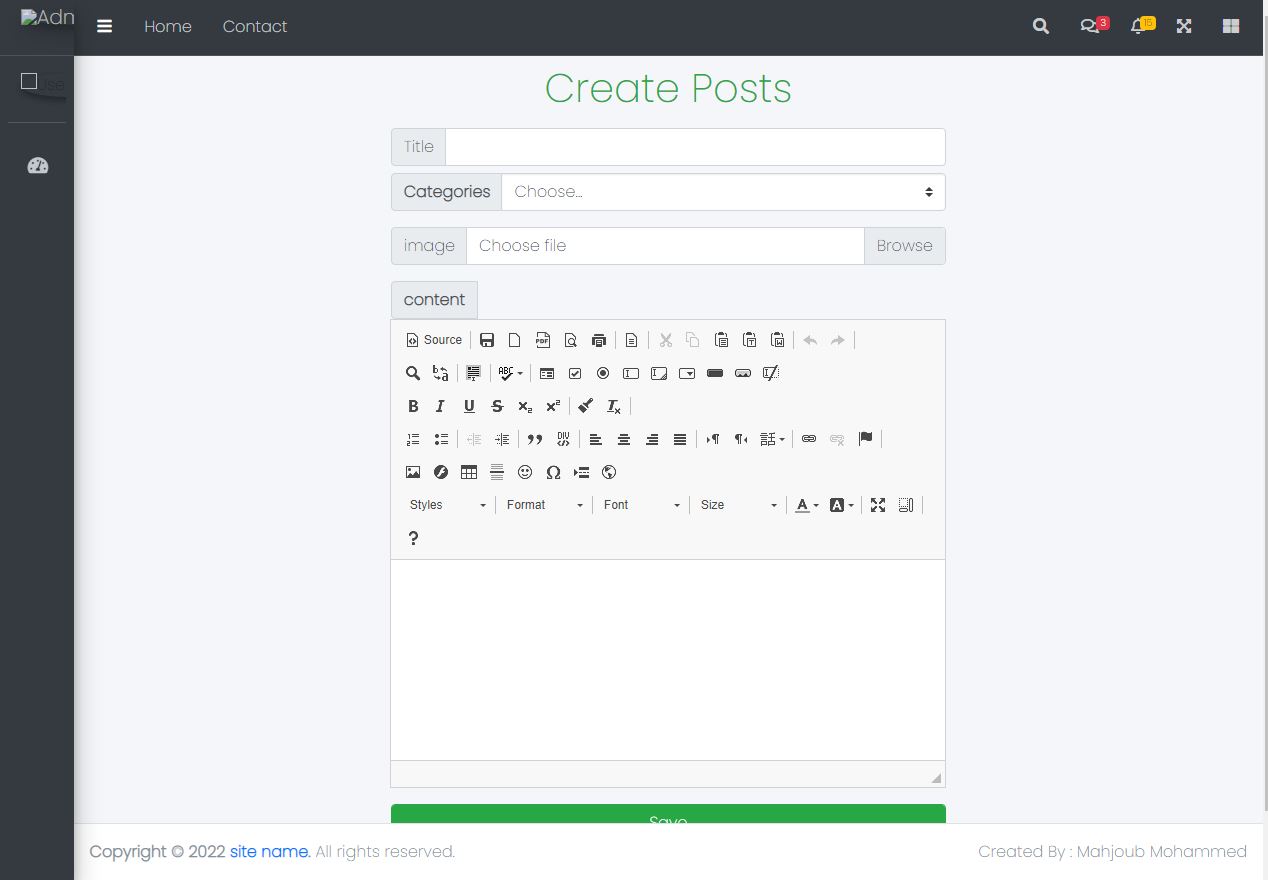 Adn
Home Contact 3 15
Use
Create Posts
Title
Categories Choose...
image Choose file Browse
content
Source
Styles Format Font Size
?
Save
Copyright © 2022 site name. All rights reserved. Created By : Mahjoub Mohammed